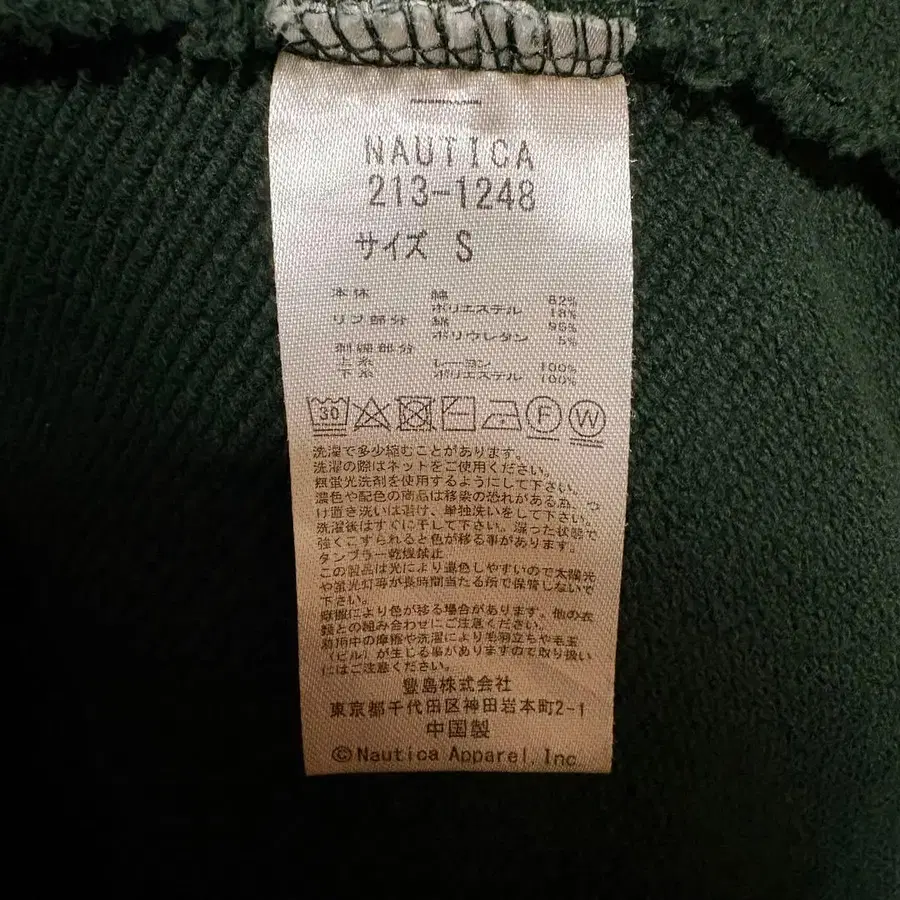 NAUTICA
213-1248
サイズ S
本体 綿 82%
ポリエステル 18%
リブ部分 綿 95%
ポリウレタン 5%
刺繍部分
上糸 レーヨン 100%
下糸 ポリエステル 100%
30 F W
洗濯で多少縮むことがあります。
洗濯の際はネットをご使用ください。
無蛍光洗剤を使用するようにして下さい。
濃色や配色の商品は移染の恐れがある為、つ
け置き洗いは避け、単独洗いをして下さい。
洗濯後はすぐに干して下さい。湿った状態で
強くこすられると色が移る事があります。
タンブラー乾燥禁止
この製品は光により退色しやすいので太陽光
や蛍光灯等が長時間当たる所で保管しないで
下さい。
摩擦により色が移る場合があります。他の衣
類との組み合わせにご注意ください。
着用中の摩擦や洗濯により毛羽立ちや毛玉
(ピル)が生じる事がありますので取り扱い
にはご注意ください。
豊島株式会社
東京都千代田区神田岩本町2-1
中国製
©Nautica Apparel, Inc